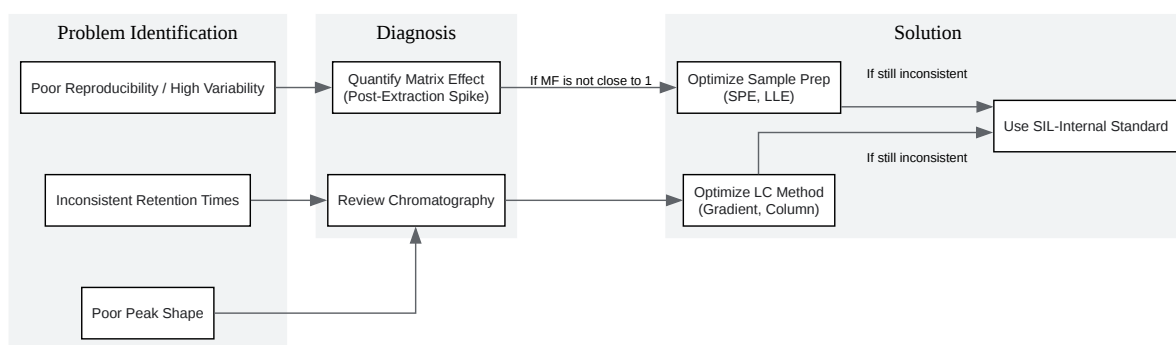 Problem Identification
Diagnosis
Solution
Poor Reproducibility / High Variability
Quantify Matrix Effect
(Post-Extraction Spike)
If MF is not close to 1
Optimize Sample Prep
(SPE, LLE)
If still inconsistent
Use SIL-Internal Standard
If still inconsistent
Inconsistent Retention Times
Review Chromatography
Optimize LC Method
(Gradient, Column)
Poor Peak Shape